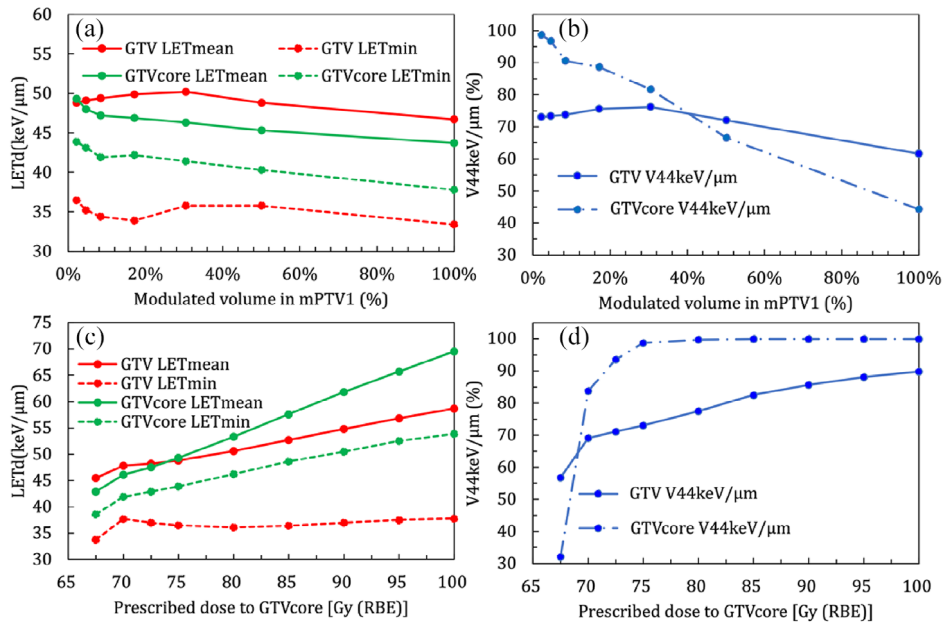 (a)
LETd(keV/μm)
60
55
50
45
40
35
30
GTV LETmean
GTV LETmin
GTVcore LETmean
GTVcore LETmin
0% 20% 40% 60% 80% 100%
Modulated volume in mPTV1 (%)
(b)
V44keV/μm (%)
100
90
80
70
60
50
40
30
GTV V44keV/μm
GTVcore V44keV/μm
0% 20% 40% 60% 80% 100%
Modulated volume in mPTV1 (%)
(c)
LETd(keV/μm)
75
70
65
60
55
50
45
40
35
30
GTV LETmean
GTV LETmin
GTVcore LETmean
GTVcore LETmin
65 70 75 80 85 90 95 100
Prescribed dose to GTVcore [Gy (RBE)]
(d)
V44keV/μm (%)
100
90
80
70
60
50
40
30
GTV V44keV/μm
GTVcore V44keV/μm
65 70 75 80 85 90 95 100
Prescribed dose to GTVcore [Gy (RBE)]